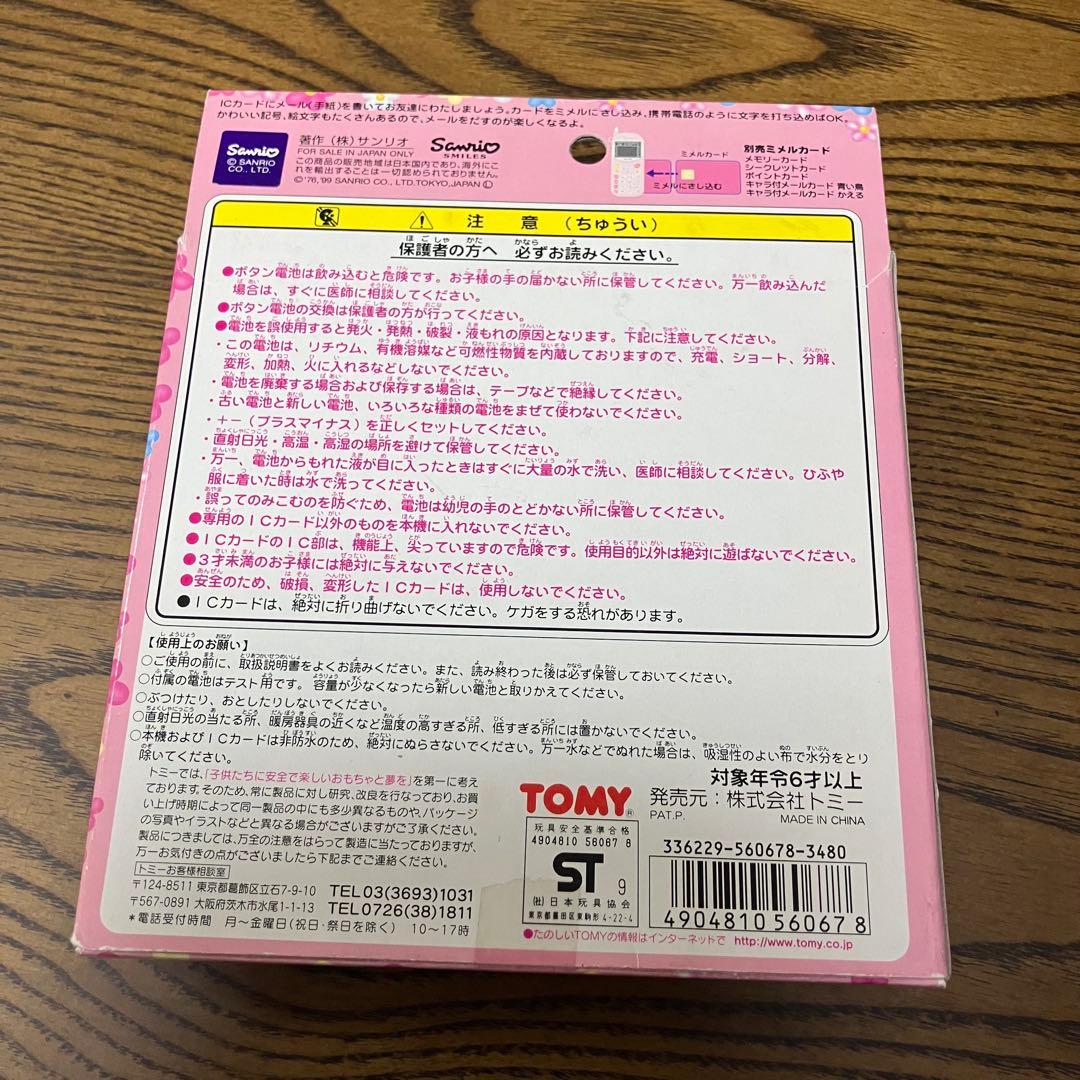 ICカードにメール(手紙)を書いてお友達にわたしましょう。カードをミメルにさし込み、携帯電話のように文字を打ち込めばOK。
かわいい記号、絵文字もたくさんあるので、メールをだすのが楽しくなるよ。
Sanrio
© SANRIO
CO., LTD.
著作 (株) サンリオ
Sanrio
SMILES
FOR SALE IN JAPAN ONLY
この商品の販売地域は日本国内であり、海外にこ
れを輸出することは一切認められておりません。
©'76,'99 SANRIO CO., LTD.TOKYO,JAPAN Ⓛ
ミメルカード
ミメルにさし込む
別売ミメルカード
メモリーカード
シークレットカード
ポイントカード
キャラ付メールカード 青い鳥
キャラ付メールカード かえる
注 意 (ちゅうい)
保護者の方へ 必ずお読みください。
●ボタン電池は飲み込むと危険です。お子様の手の届かない所に保管してください。万一飲み込んだ
場合は、すぐに医師に相談してください。
●ボタン電池の交換は保護者の方が行ってください。
●電池を誤使用すると発火・発熱・破裂・液もれの原因となります。下記に注意してください。
・この電池は、リチウム、有機溶媒など可燃性物質を内蔵しておりますので、充電、ショート、分解、
変形、加熱、火に入れるなどしないでください。
・電池を廃棄する場合および保存する場合は、テープなどで絶縁してください。
・古い電池と新しい電池、いろいろな種類の電池をまぜて使わないでください。
・+−(プラスマイナス)を正しくセットしてください。
・直射日光・高温・高湿の場所を避けて保管してください。
・万一、電池からもれた液が目に入ったときはすぐに大量の水で洗い、医師に相談してください。ひふや
服に着いた時は水で洗ってください。
・誤ってのみこむのを防ぐため、電池は幼児の手のとどかない所に保管してください。
●専用のICカード以外のものを本機に入れないでください。
●ICカードのIC部は、機能上、尖っていますので危険です。使用目的以外は絶対に遊ばないでください。
●3才未満のお子様には絶対に与えないでください。
●安全のため、破損、変形したICカードは、使用しないでください。
●ICカードは、絶対に折り曲げないでください。ケガをする恐れがあります。
【使用上のお願い】
○ご使用の前に、取扱説明書をよくお読みください。また、読み終わった後は必ず保管しておいてください。
○付属の電池はテスト用です。容量が少なくなったら新しい電池と取りかえてください。
○ぶつけたり、おとしたりしないでください。
○直射日光の当たる所、暖房器具の近くなど温度の高すぎる所、低すぎる所には置かないでください。
○本機およびICカードは非防水のため、絶対にぬらさないでください。万一水などでぬれた場合は、吸湿性のよい布で水分をとり
除いてください。
トミーでは、「子供たちに安全で楽しいおもちゃと夢を」を第一に考え
ております。そのため、常に製品に対し研究、改良を行なっており、お買
い上げ時期によって同一製品の中にも多少異なるものや、パッケージ
の写真やイラストなどと異なる場合がございますがご了承ください。
製品につきましては、万全の注意をはらって製造に当たっておりますが、
万一お気付きの点がございましたら下記までご連絡ください。
トミーお客様相談室
〒124-8511 東京都葛飾区立石7-9-10 TEL03(3693)1031
〒567-0891 大阪府茨木市水尾1-1-13 TEL0726(38)1811
*電話受付時間 月〜金曜日(祝日・祭日を除く) 10〜17時
TOMY®
対象年令6才以上
発売元:株式会社トミー
PAT.P. MADE IN CHINA
玩具安全基準合格
4904810 56067 8
ST 9
(社)日本玩具協会
東京都墨田区東駒形4-22-4
336229-560678-3480
4904810 560678
●たのしいTOMYの情報はインターネットで http://www.tomy.co.jp